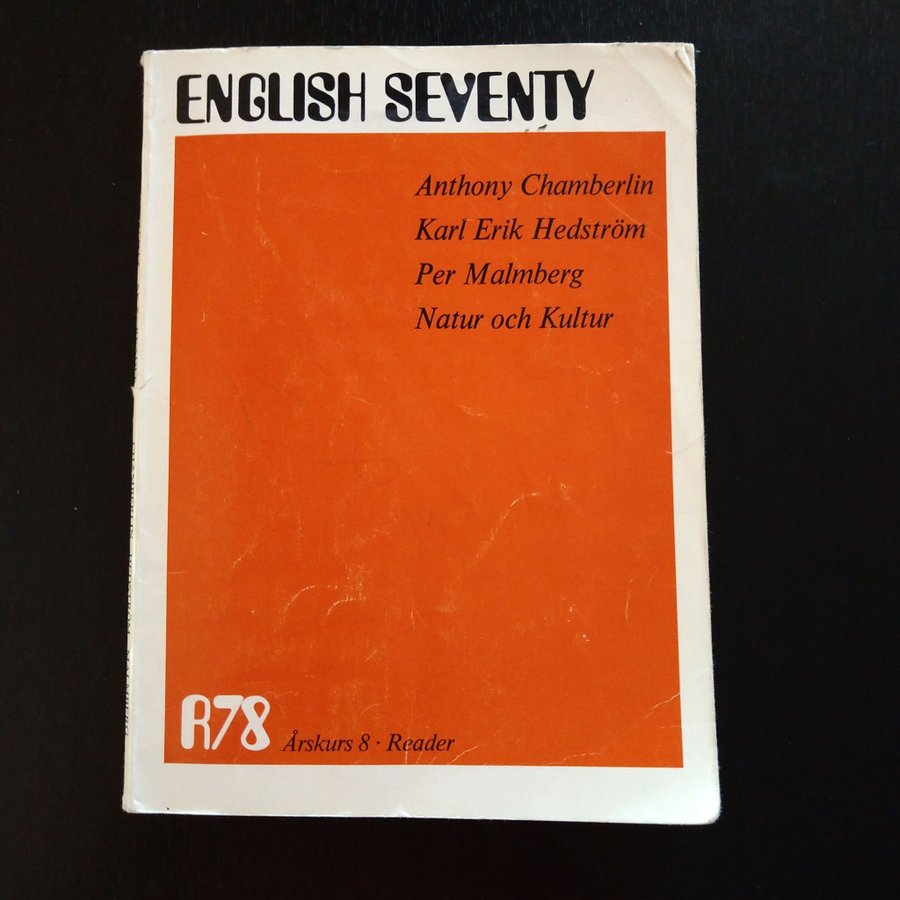 ENGLISH SEVENTY
Anthony Chamberlin
Karl Erik Hedström
Per Malmberg
Natur och Kultur
R78 Årskurs 8 · Reader